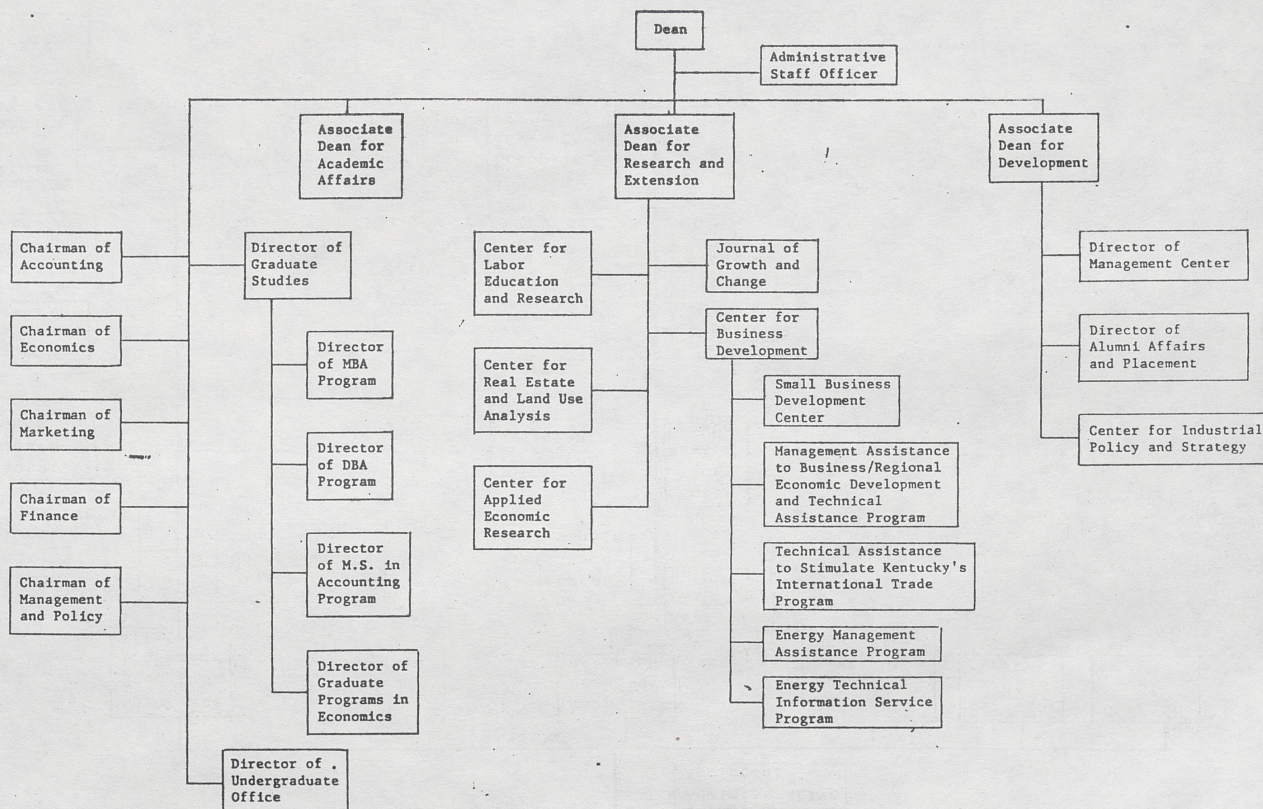 Dean
Administrative
Staff Officer
Associate
Dean for
Academic
Affairs
Associate
Dean for
Research and
Extension
Associate
Dean for
Development
Chairman of
Accounting
Chairman of
Economics
Chairman of
Marketing
Chairman of
Finance
Chairman of
Management
and Policy
Director of
Graduate
Studies
Director
of MBA
Program
Director
of DBA
Program
Director
of M.S. in
Accounting
Program
Director of
Graduate
Programs in
Economics
Director of .
Undergraduate
Office
Center for
Labor
Education
and Research
Center for
Real Estate
and Land Use
Analysis
Center for
Applied
Economic
Research
Journal of
Growth and
Change
Center for
Business
Development
Small Business
Development
Center
Management Assistance
to Business/Regional
Economic Development
and Technical
Assistance Program
Technical Assistance
to Stimulate Kentucky's
International Trade
Program
Energy Management
Assistance Program
Energy Technical
Information Service
Program
Director of
Management Center
Director of
Alumni Affairs
and Placement
Center for Industrial
Policy and Strategy